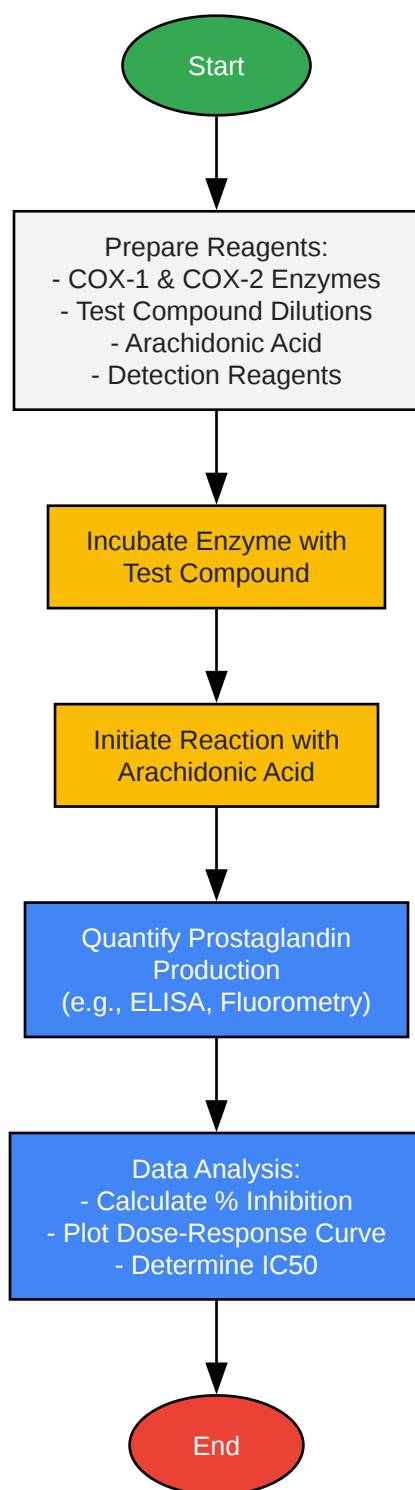 Start
Prepare Reagents:
- COX-1 & COX-2 Enzymes
- Test Compound Dilutions
- Arachidonic Acid
- Detection Reagents
Incubate Enzyme with
Test Compound
Initiate Reaction with
Arachidonic Acid
Quantify Prostaglandin
Production
(e.g., ELISA, Fluorometry)
Data Analysis:
- Calculate % Inhibition
- Plot Dose-Response Curve
- Determine IC50
End